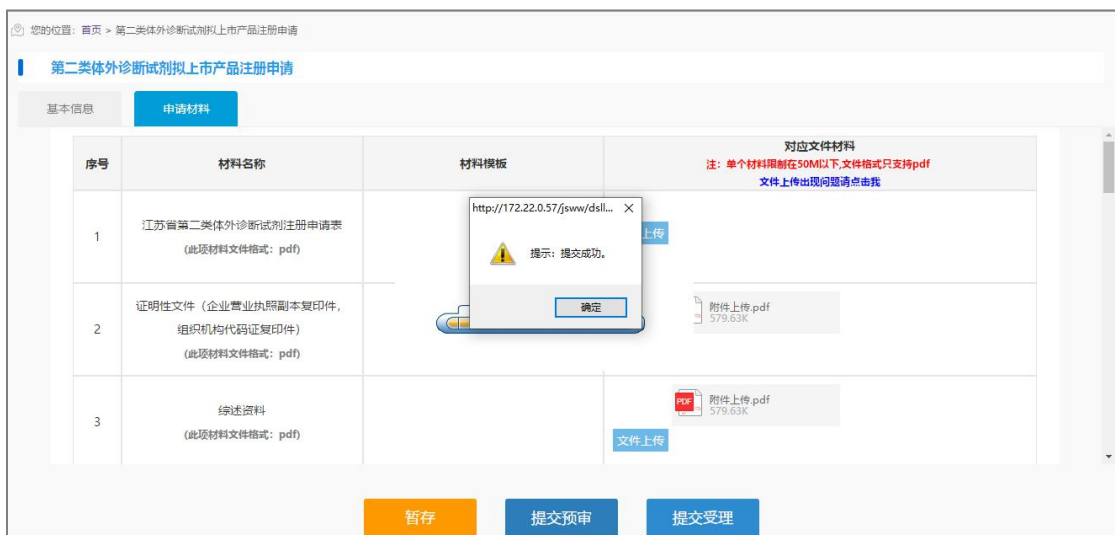 您的位置：首页 > 第二类体外诊断试剂拟上市产品注册申请
第二类体外诊断试剂拟上市产品注册申请
基本信息
申请材料
序号
材料名称
材料模板
对应文件材料
注：单个材料限制在50M以下,文件格式只支持pdf
文件上传出现问题请点击我
1
江苏省第二类体外诊断试剂注册申请表
(此项材料文件格式：pdf)
上传
http://172.22.0.57/jsww/dsll...
提示：提交成功。
确定
2
证明性文件（企业营业执照副本复印件，
组织机构代码证复印件）
(此项材料文件格式：pdf)
附件上传.pdf
579.63K
3
综述资料
(此项材料文件格式：pdf)
PDF
附件上传.pdf
579.63K
文件上传
暂存
提交预审
提交受理